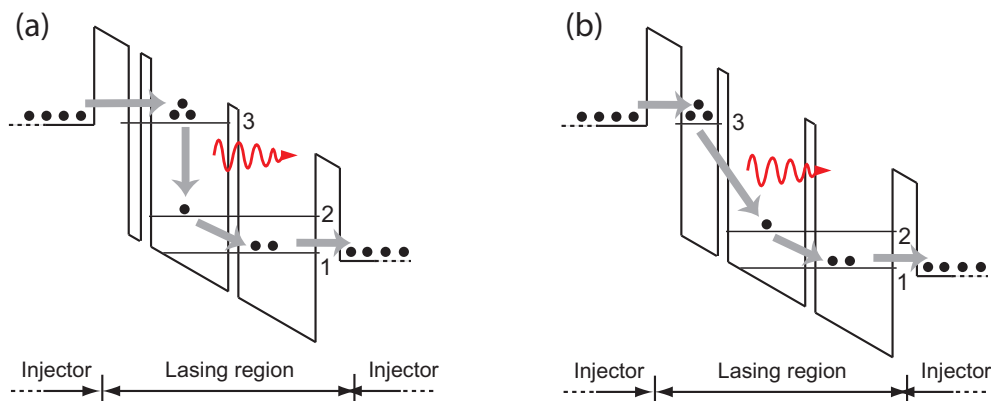 (a)
3
2
1
Injector
Lasing region
Injector
(b)
3
2
1
Injector
Lasing region
Injector